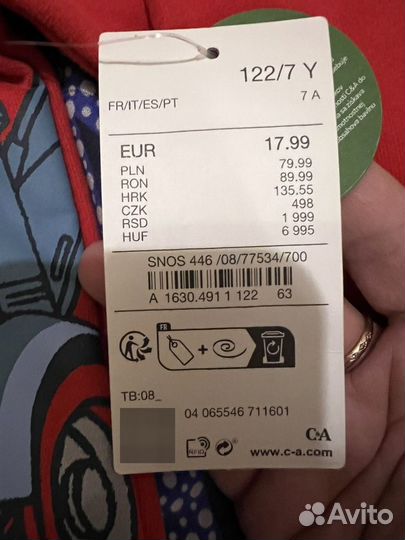 122/7 Y
FR/IT/ES/PT 7 A
EUR 17.99
PLN 79.99
RON 89.99
HRK 135.55
CZK 498
RSD 1 999
HUF 6 995
SNOS 446 /08/77534/700
A 1630.491 1 122 63
FR
+
TB:08_
04 065546 711601
RFID
C&A
www.c-a.com
C&A do
Avito